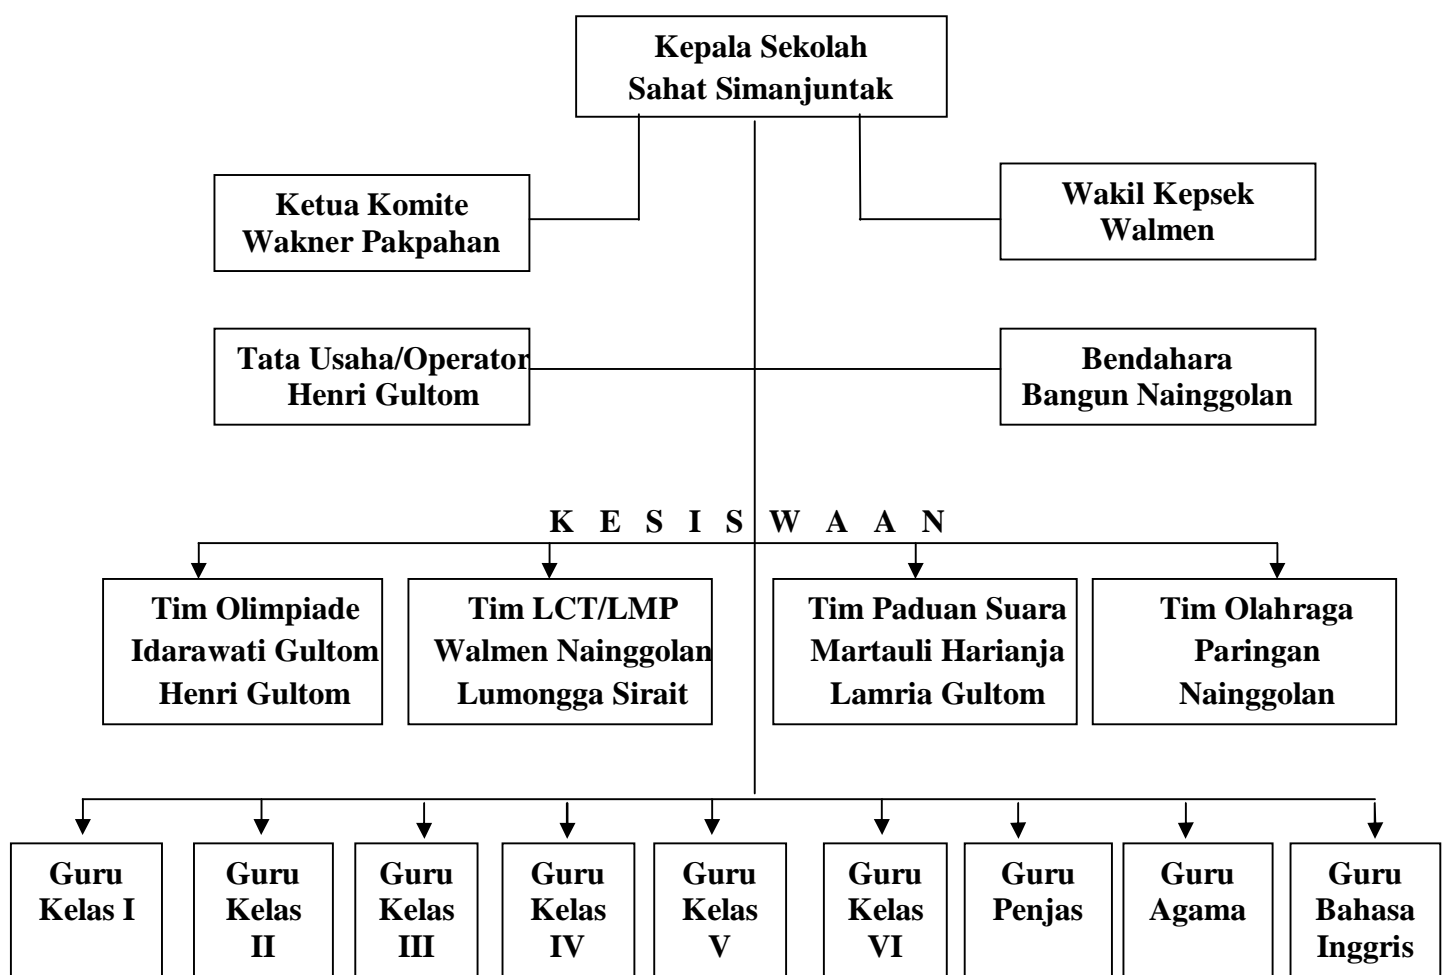 Kepala Sekolah
Sahat Simanjuntak
Ketua Komite
Wakner Pakpahan
Wakil Kepsek
Walmen
Tata Usaha/Operator
Henri Gultom
Bendahara
Bangun Nainggolan
K E S I S W A A N
Tim Olimpiade
Idarawati Gultom
Henri Gultom
Tim LCT/LMP
Walmen Nainggolan
Lumongga Sirait
Tim Paduan Suara
Martauli Harianja
Lamria Gultom
Tim Olahraga
Paringan
Nainggolan
Guru
Kelas I
Guru
Kelas
II
Guru
Kelas
III
Guru
Kelas
IV
Guru
Kelas
V
Guru
Kelas
VI
Guru
Penjas
Guru
Agama
Guru
Bahasa
Inggris